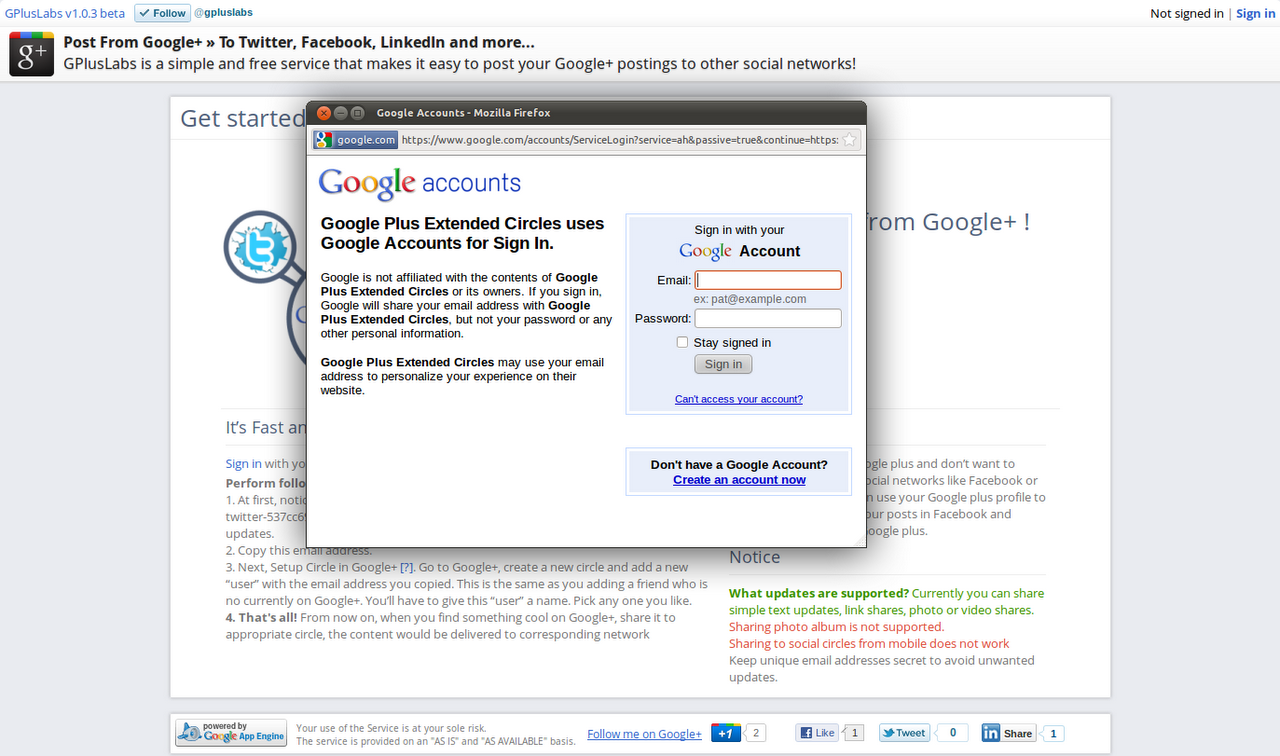 GPlusLabs v1.0.3 beta Follow @gpluslabs Not signed in | Sign in
g+ Post From Google+ » To Twitter, Facebook, LinkedIn and more...
GPlusLabs is a simple and free service that makes it easy to post your Google+ postings to other social networks!
Get started
from Google+ !
Google Accounts - Mozilla Firefox
google.com https://www.google.com/accounts/ServiceLogin?service=ah&passive=true&continue=https:
Google accounts
Google Plus Extended Circles uses
Google Accounts for Sign In.
Google is not affiliated with the contents of Google
Plus Extended Circles or its owners. If you sign in,
Google will share your email address with Google
Plus Extended Circles, but not your password or any
other personal information.
Google Plus Extended Circles may use your email
address to personalize your experience on their
website.
Sign in with your
Google Account
Email:
ex: pat@example.com
Password:
Stay signed in
Sign in
Can't access your account?
Don't have a Google Account?
Create an account now
It's Fast an
Sign in with yo
Perform follo
1. At first, notic
twitter-537cc69
updates.
2. Copy this email address.
3. Next, Setup Circle in Google+ [?]. Go to Google+, create a new circle and add a new
“user” with the email address you copied. This is the same as you adding a friend who is
no currently on Google+. You’ll have to give this “user” a name. Pick any one you like.
4. That's all! From now on, when you find something cool on Google+, share it to
appropriate circle, the content would be delivered to corresponding network
ogle plus and don’t want to
ocial networks like Facebook or
n use your Google plus profile to
our posts in Facebook and
oogle plus.
Notice
What updates are supported? Currently you can share
simple text updates, link shares, photo or video shares.
Sharing photo album is not supported.
Sharing to social circles from mobile does not work
Keep unique email addresses secret to avoid unwanted
updates.
powered by
Google App Engine
Your use of the Service is at your sole risk.
The service is provided on an "AS IS" and "AS AVAILABLE" basis.
Follow me on Google+ +1 2 Like 1 Tweet 0 in Share 1